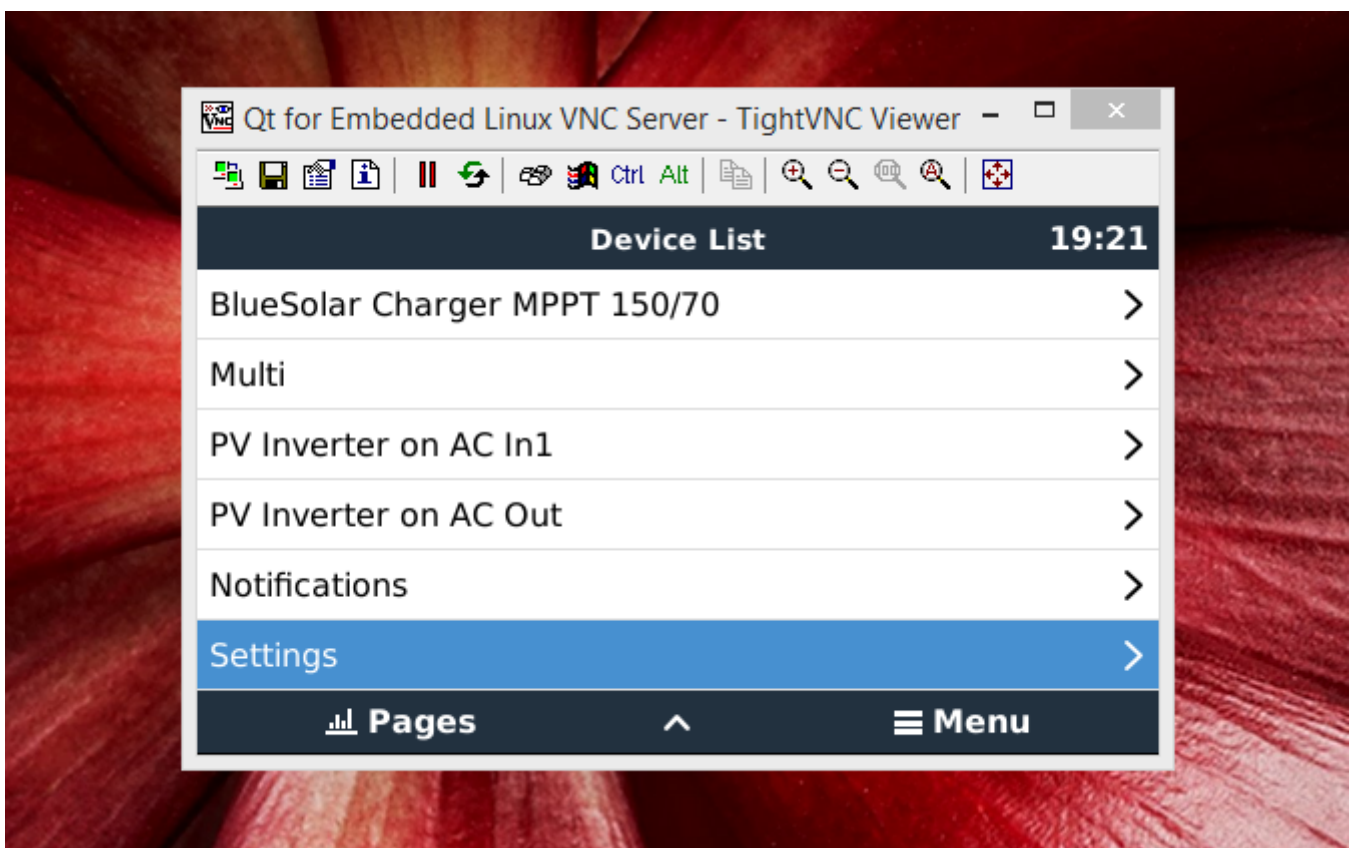 Qt for Embedded Linux VNC Server - TightVNC Viewer
Ctrl Alt
Device List 19:21
BlueSolar Charger MPPT 150/70
Multi
PV Inverter on AC In1
PV Inverter on AC Out
Notifications
Settings
Pages Menu